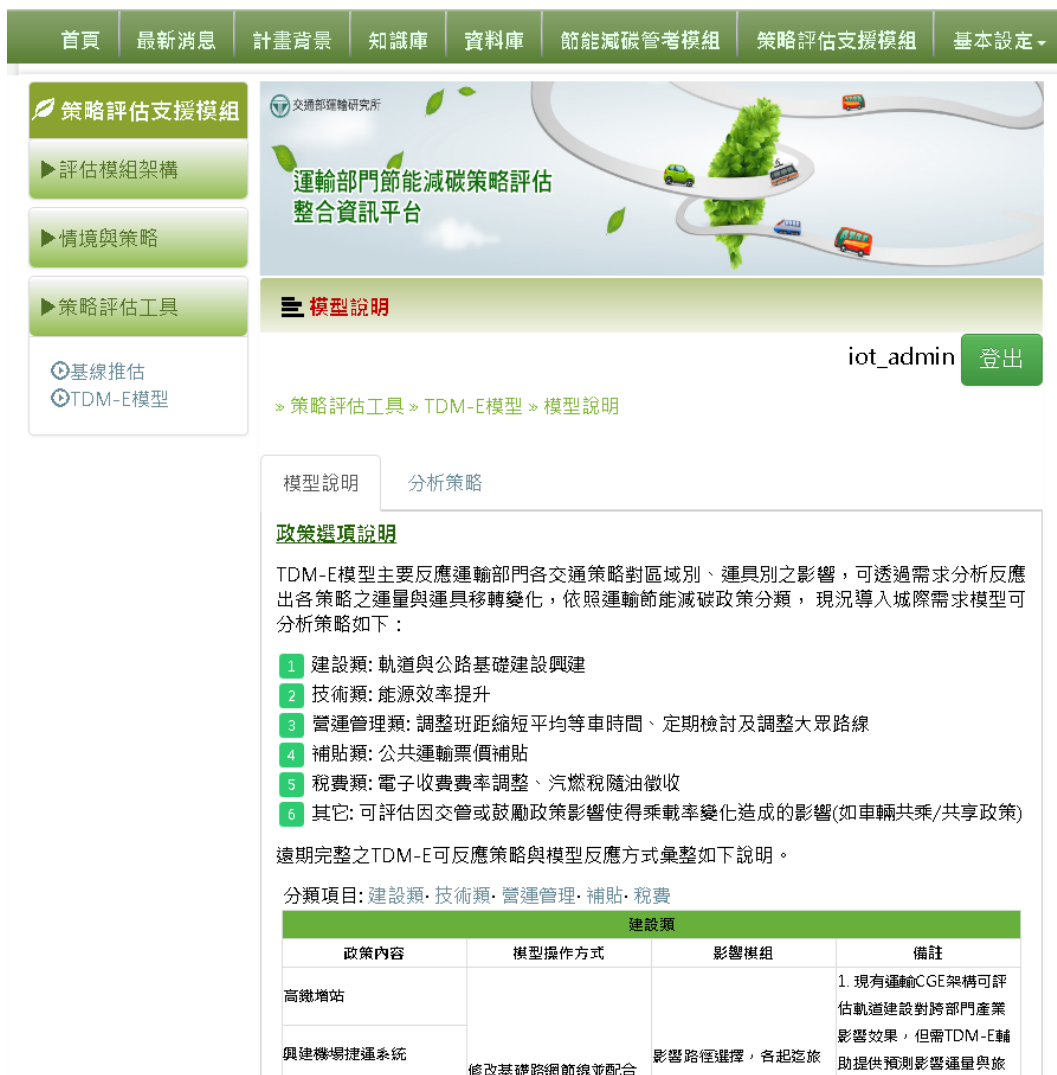 首頁 最新消息 計畫背景 知識庫 資料庫 節能減碳管考模組 策略評估支援模組 基本設定
策略評估支援模組
▶評估模組架構
▶情境與策略
▶策略評估工具
基線推估
TDM-E模型
交通部運輸研究所
運輸部門節能減碳策略評估
整合資訊平台
模型說明
iot_admin 登出
» 策略評估工具 » TDM-E模型 » 模型說明
模型說明 分析策略
政策選項說明
TDM-E模型主要反應運輸部門各交通策略對區域別、運具別之影響，可透過需求分析反應
出各策略之運量與運具移轉變化，依照運輸節能減碳政策分類， 現況導入城際需求模型可
分析策略如下：
1 建設類: 軌道與公路基礎建設興建
2 技術類: 能源效率提升
3 營運管理類: 調整班距縮短平均等車時間、定期檢討及調整大眾路線
4 補貼類: 公共運輸票價補貼
5 稅費類: 電子收費費率調整、汽燃稅隨油徵收
6 其它: 可評估因交管或鼓勵政策影響使得乘載率變化造成的影響(如車輛共乘/共享政策)
遠期完整之TDM-E可反應策略與模型反應方式彙整如下說明。
分類項目: 建設類‧ 技術類‧ 營運管理‧ 補貼‧ 稅費
建設類
政策內容 模型操作方式 影響模組 備註
高鐵增站
興建機場捷運系統
修改基礎路網節線並配合
影響路徑選擇，各起迄旅
1. 現有運輸CGE架構可評
估軌道建設對跨部門產業
影響效果，但需TDM-E輔
助提供預測影響運量與旅